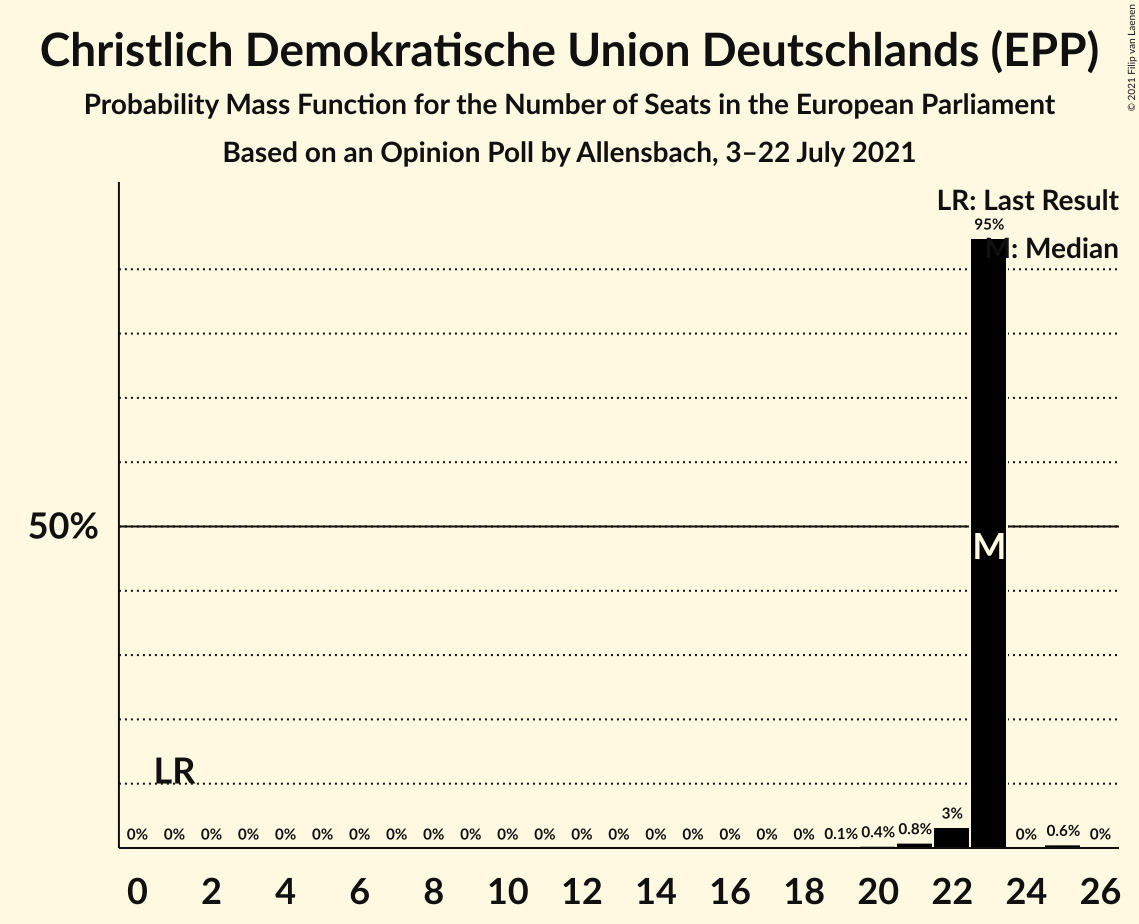 Christlich Demokratische Union Deutschlands (EPP)
Probability Mass Function for the Number of Seats in the European Parliament
Based on an Opinion Poll by Allensbach, 3–22 July 2021
© 2021 Filip van Laenen
LR: Last Result
95%
M: Median
50%
M
LR
0% 0% 0% 0% 0% 0% 0% 0% 0% 0% 0% 0% 0% 0% 0% 0% 0% 0% 0% 0.1% 0.4% 0.8% 3% 0% 0.6% 0%
0 2 4 6 8 10 12 14 16 18 20 22 24 26